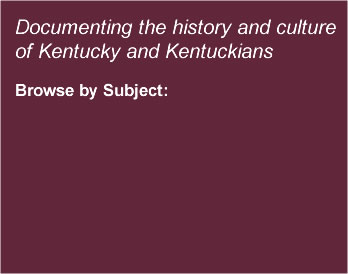 Documenting the history and culture
of Kentucky and Kentuckians
Browse by Subject: